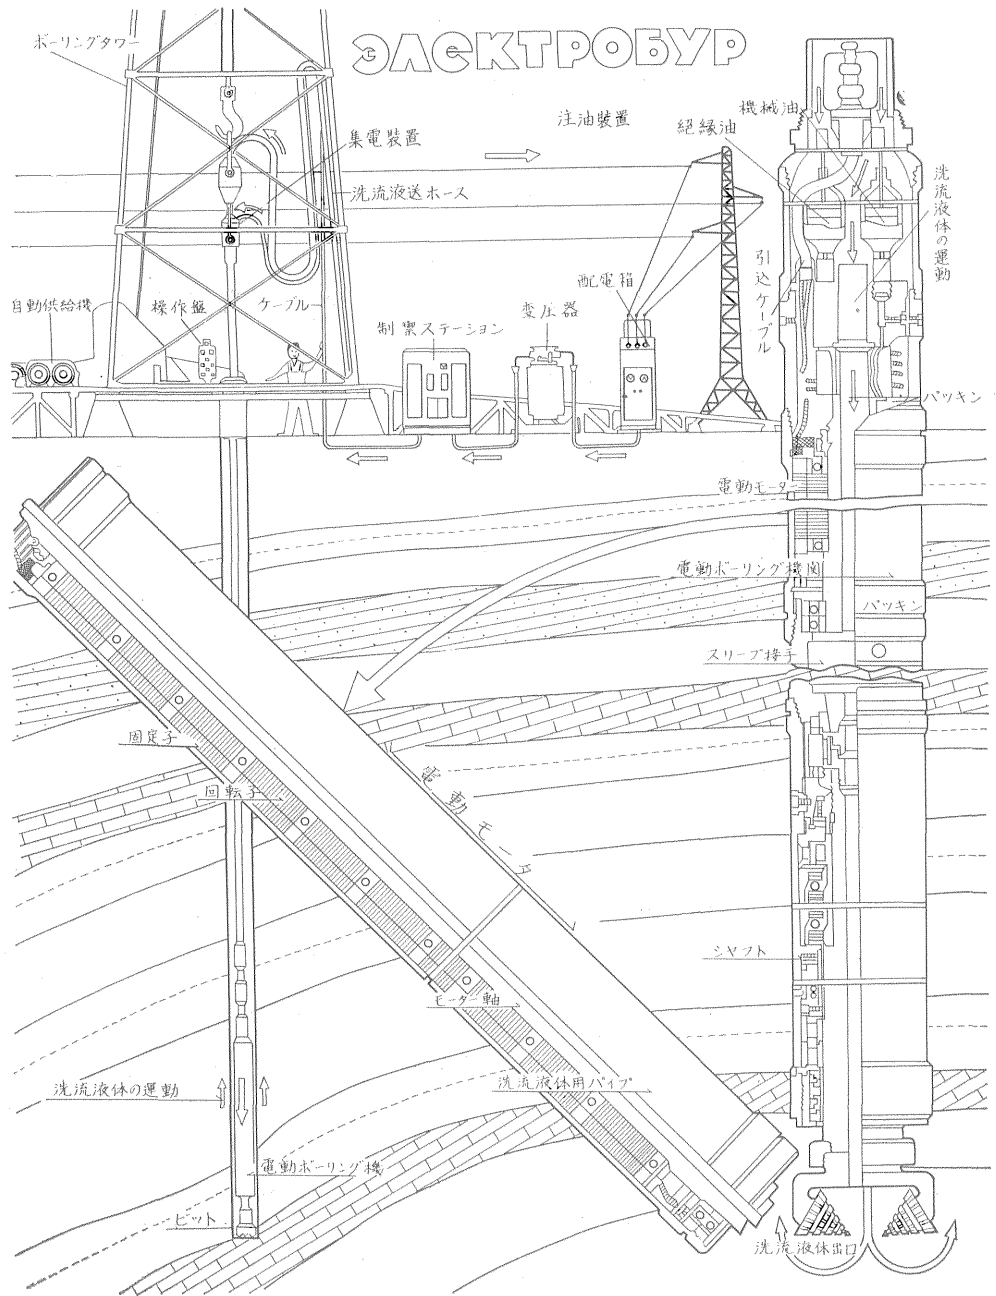 ЭЛЕКТРОБУР
ボーリングタワー
集電装置
洗流液送ホース
注油装置
機械油
絶縁油
洗流液体の運動
引込ケーブル
自動供給機
操作盤
ケーブル
制禦ステーション
変圧器
配電箱
パッキン
電動モーター
電動ボーリング機関
パッキン
スリーブ接手
固定子
回転子
電動モータ
シャフト
モーター軸
洗流液体用パイプ
洗流液体の運動
電動ボーリング機
ビット
洗流液体出口